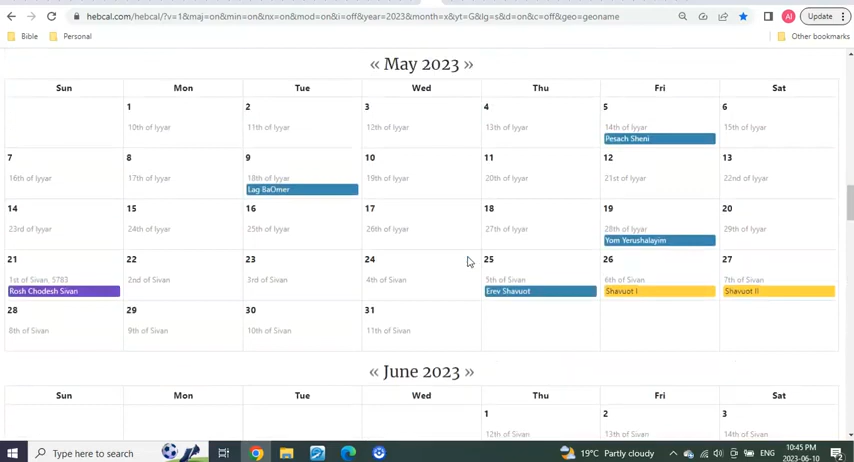 hebcal.com/hebcal/?v=1&maj=on&min=on&nx=on&mod=on&i=off&year=2023&month=x&yt=G&lg=s&d=on&c=off&geo=geoname
AI
Update
Bible Personal Other bookmarks
« May 2023 »
Sun Mon Tue Wed Thu Fri Sat
1 2 3 4 5 6
10th of Iyyar 11th of Iyyar 12th of Iyyar 13th of Iyyar 14th of Iyyar 15th of Iyyar
Pesach Sheni
7 8 9 10 11 12 13
16th of Iyyar 17th of Iyyar 18th of Iyyar 19th of Iyyar 20th of Iyyar 21st of Iyyar 22nd of Iyyar
Lag BaOmer
14 15 16 17 18 19 20
23rd of Iyyar 24th of Iyyar 25th of Iyyar 26th of Iyyar 27th of Iyyar 28th of Iyyar 29th of Iyyar
Yom Yerushalayim
21 22 23 24 25 26 27
1st of Sivan, 5783 2nd of Sivan 3rd of Sivan 4th of Sivan 5th of Sivan 6th of Sivan 7th of Sivan
Rosh Chodesh Sivan Erev Shavuot Shavuot I Shavuot II
28 29 30 31
8th of Sivan 9th of Sivan 10th of Sivan 11th of Sivan
« June 2023 »
Sun Mon Tue Wed Thu Fri Sat
1 2 3
12th of Sivan 13th of Sivan 14th of Sivan
Type here to search
19°C Partly cloudy
ENG
10:45 PM
2023-06-10
2